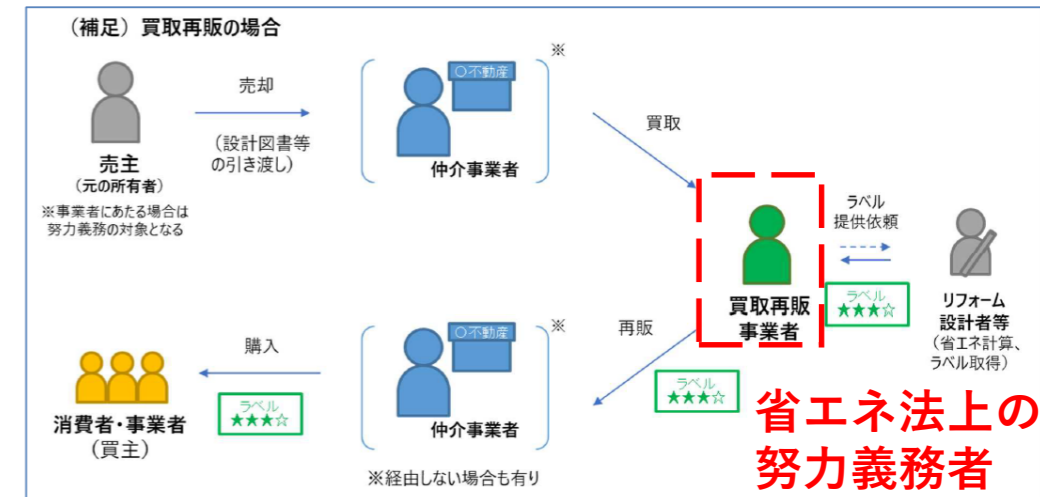 (補足)買取再販の場合
売却
(設計図書等
の引き渡し)
売主
(元の所有者)
※事業者にあたる場合は
努力義務の対象となる
※
〇不動産
仲介事業者
買取
ラベル
提供依頼
買取再販
事業者
ラベル
★★★☆
リフォーム
設計者等
(省エネ計算、
ラベル取得)
再販
ラベル
★★★☆
※
〇不動産
仲介事業者
※経由しない場合も有り
購入
ラベル
★★★☆
消費者・事業者
(買主)
省エネ法上の
努力義務者